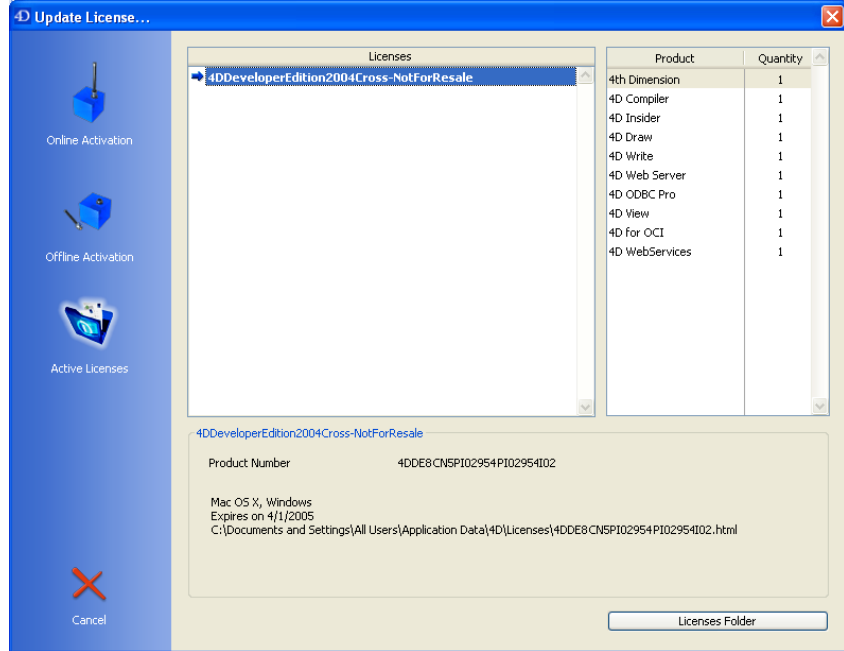 4D Update License...
Online Activation
Offline Activation
Active Licenses
Cancel
Licenses
4DDeveloperEdition2004Cross-NotForResale
Product Quantity
4th Dimension 1
4D Compiler 1
4D Insider 1
4D Draw 1
4D Write 1
4D Web Server 1
4D ODBC Pro 1
4D View 1
4D for OCI 1
4D WebServices 1
4DDeveloperEdition2004Cross-NotForResale
Product Number 4DDE8CN5PI02954PI02954I02
Mac OS X, Windows
Expires on 4/1/2005
C:\Documents and Settings\All Users\Application Data\4D\Licenses\4DDE8CN5PI02954PI02954I02.html
Licenses Folder